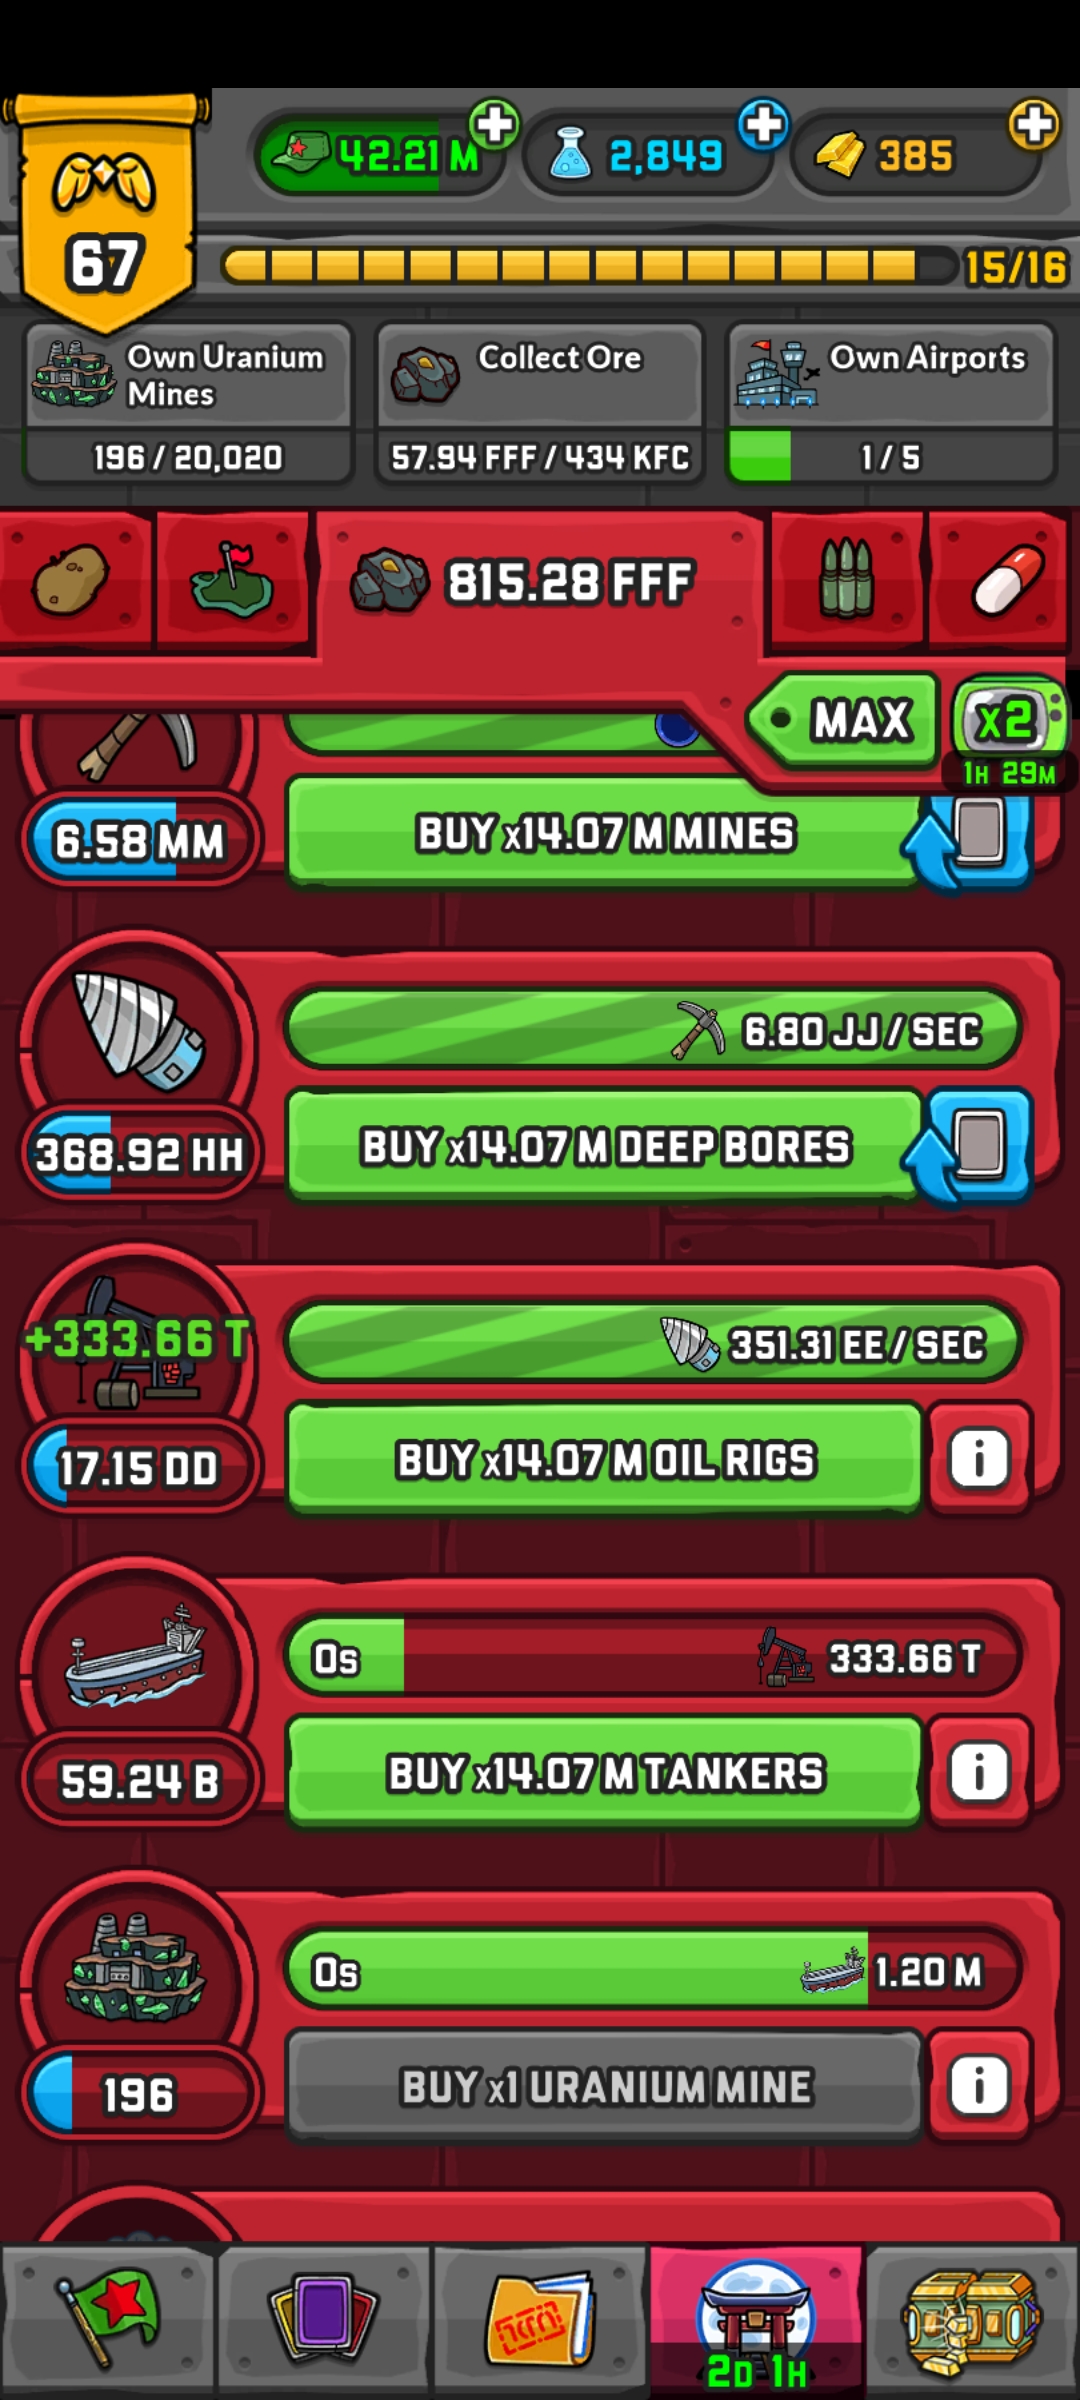 42.21 M
2,849
385
67
15/16
Own Uranium
Mines
196 / 20,020
Collect Ore
57.94 FFF / 434 KFC
Own Airports
1 / 5
815.28 FFF
MAX
x2
1H 29M
6.58 MM
BUY x14.07 M MINES
6.80 JJ / SEC
368.92 HH
BUY x14.07 M DEEP BORES
+333.66 T
351.31 EE / SEC
17.15 DD
BUY x14.07 M OIL RIGS
i
0s
333.66 T
59.24 B
BUY x14.07 M TANKERS
i
0s
1.20 M
196
BUY x1 URANIUM MINE
i
2D 1H